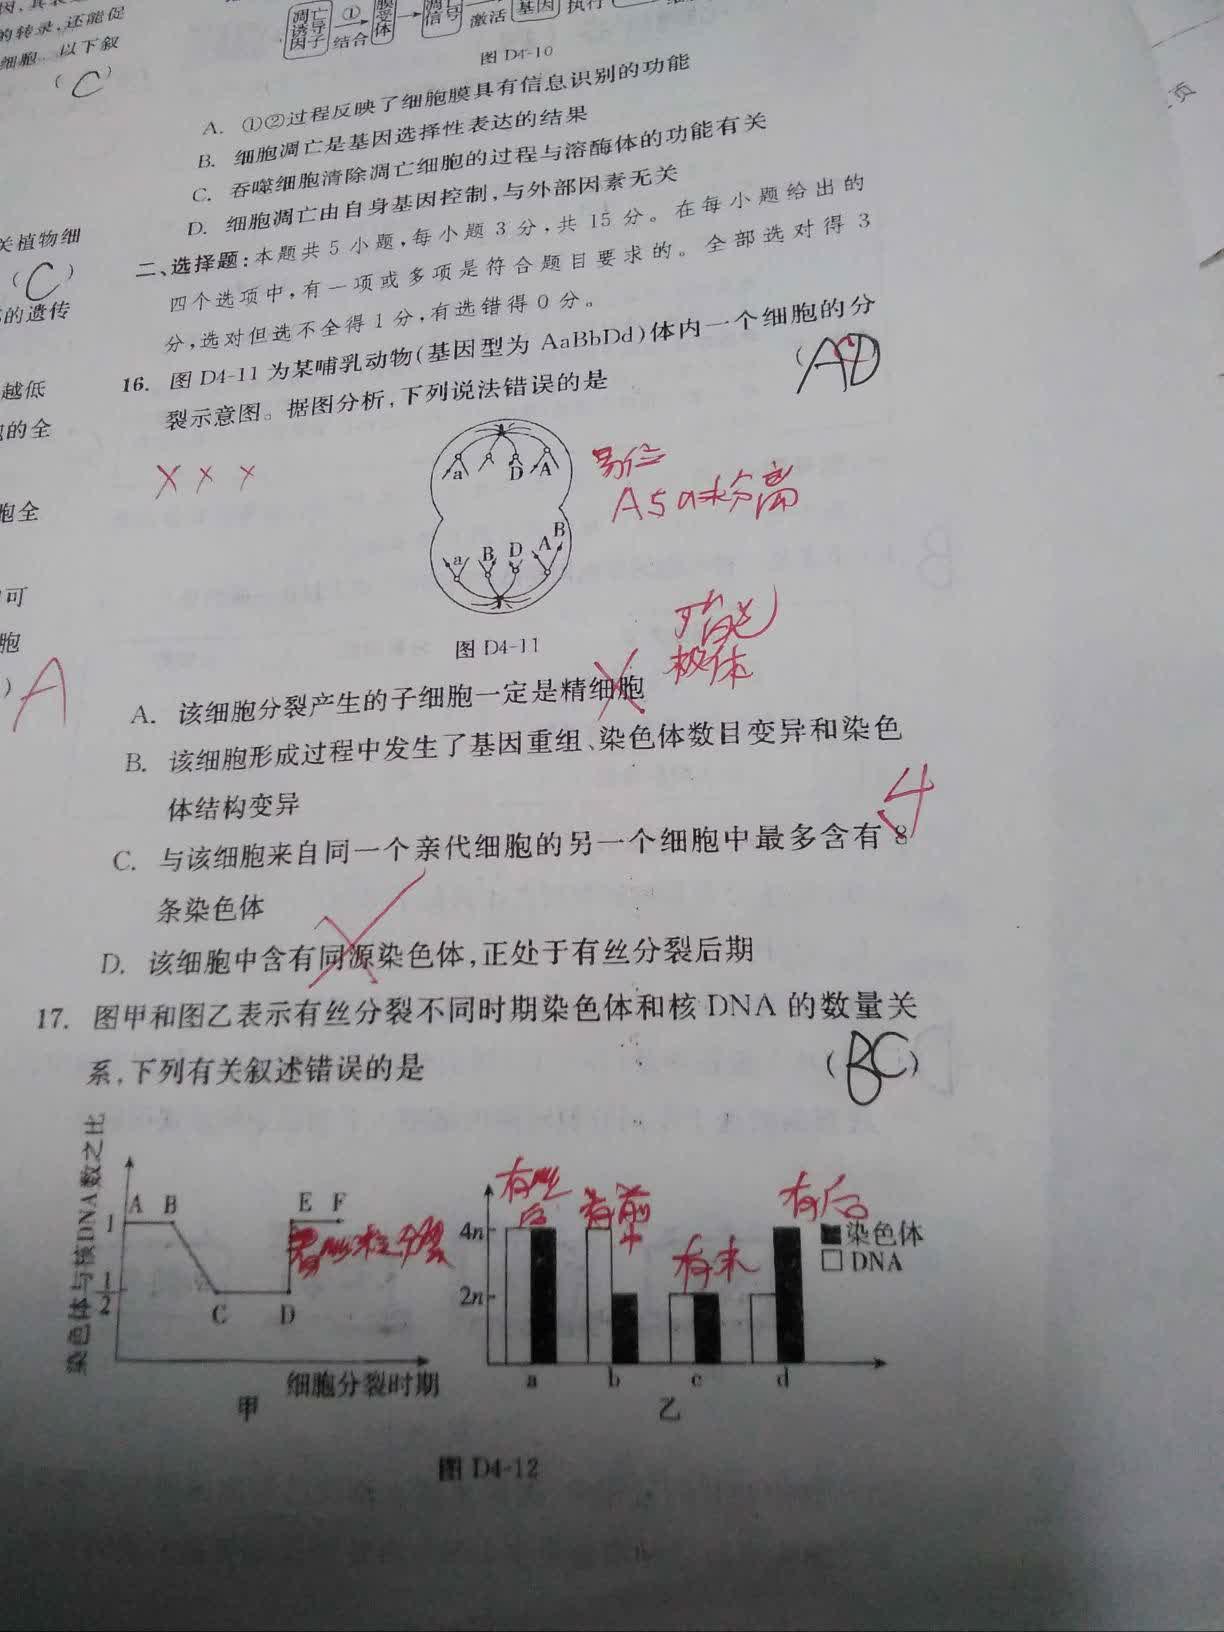 的转录,还能促
细胞。以下叙
(C)
关植物细
(C)
的遗传
越低
的全
胞全
可
胞
A
凋亡诱导因子
①
结合
膜受体
信号
激活
基因
执行
图 D4-10
A. ①②过程反映了细胞膜具有信息识别的功能
B. 细胞凋亡是基因选择性表达的结果
C. 吞噬细胞清除凋亡细胞的过程与溶酶体的功能有关
D. 细胞凋亡由自身基因控制,与外部因素无关
二、选择题:本题共 5 小题,每小题 3 分,共 15 分。在每小题给出的
四个选项中,有一项或多项是符合题目要求的。全部选对得 3
分,选对但选不全得 1 分,有选错得 0 分。
16. 图 D4-11 为某哺乳动物(基因型为 AaBbDd)体内一个细胞的分
裂示意图。据图分析,下列说法错误的是
(AD
× × ×
a D A
a B D A B
易位
A与a未分离
图 D4-11
可能
极体
A. 该细胞分裂产生的子细胞一定是精细胞
B. 该细胞形成过程中发生了基因重组、染色体数目变异和染色
体结构变异
4
C. 与该细胞来自同一个亲代细胞的另一个细胞中最多含有 8
条染色体
D. 该细胞中含有同源染色体,正处于有丝分裂后期
17. 图甲和图乙表示有丝分裂不同时期染色体和核 DNA 的数量关
系,下列有关叙述错误的是
(BC)
染色体与核DNA数之比
A B
E F
1
1/2
C D
细胞分裂时期
甲
有丝后
有前中
有末
有后
4n
2n
染色体
DNA
a b c d
乙
图 D4-12
页